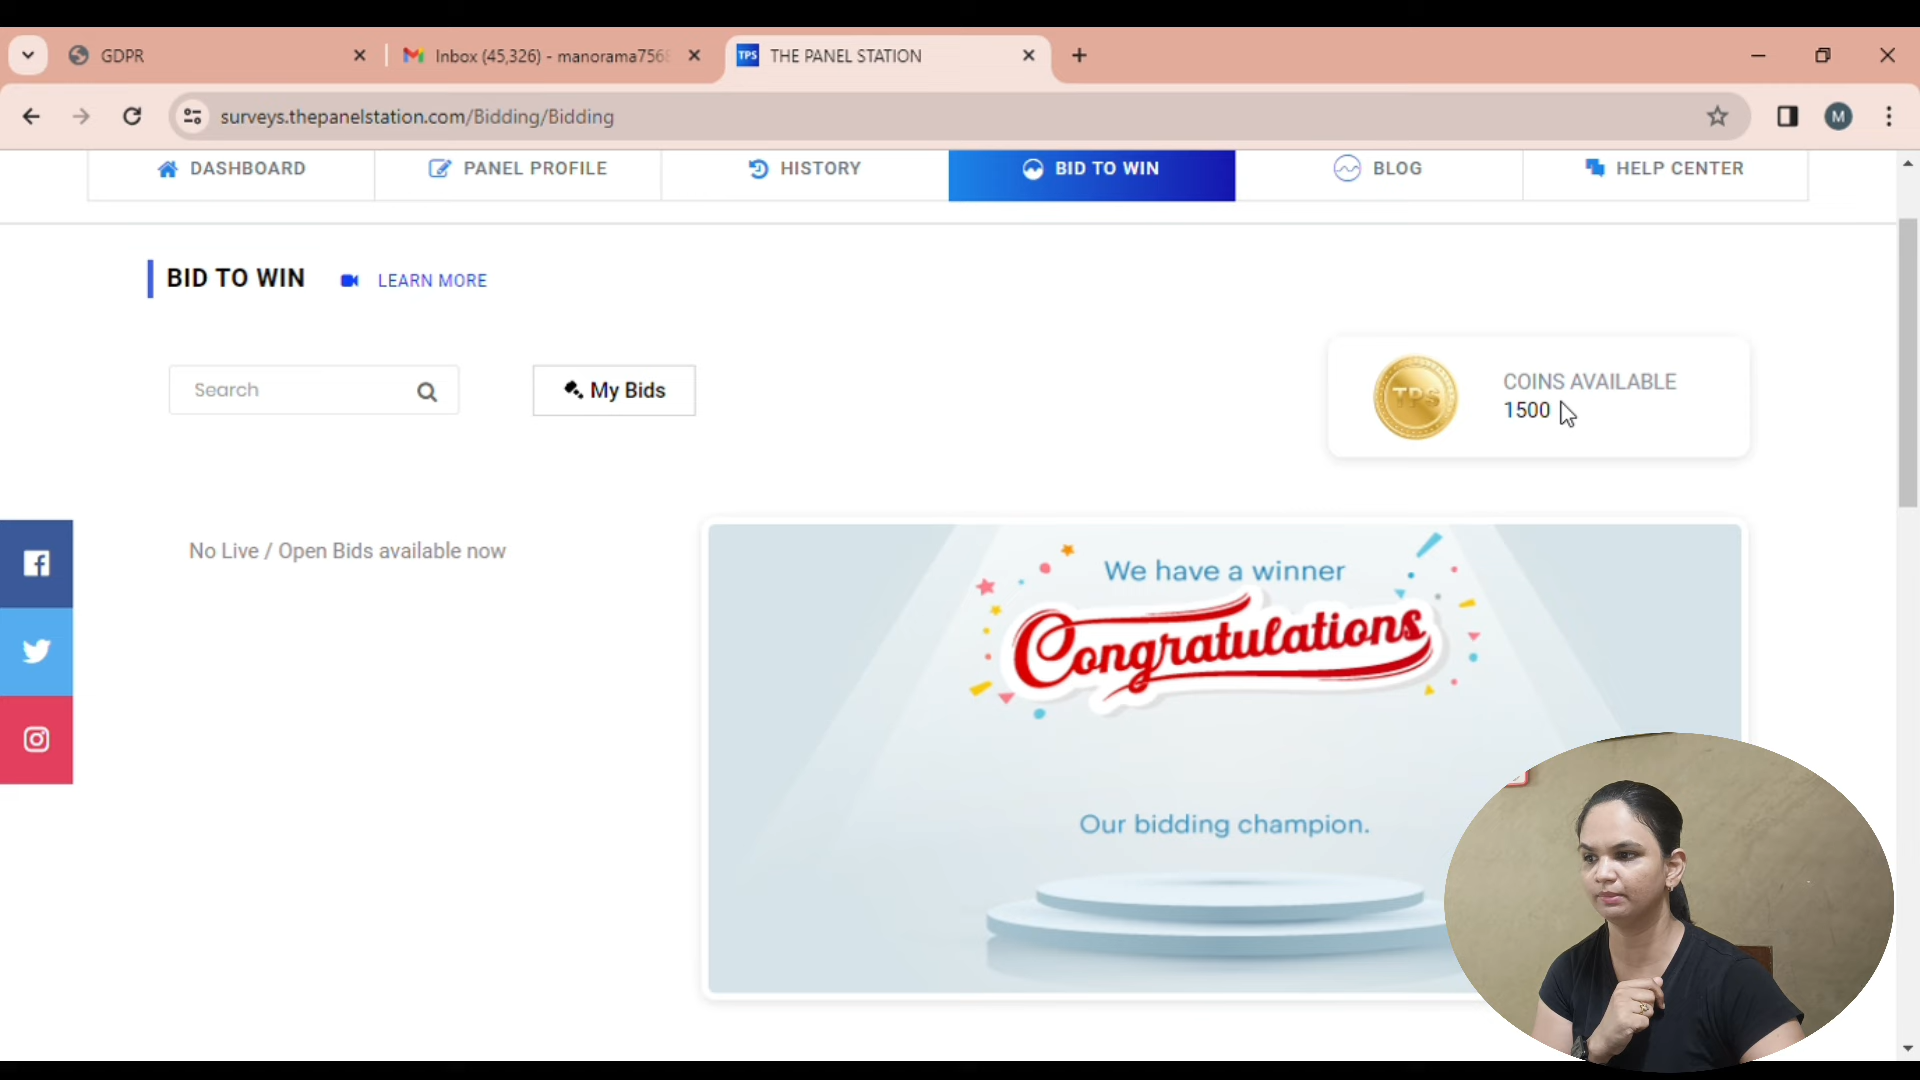 GDPR
Inbox (45,326) - manorama756
TPS THE PANEL STATION
surveys.thepanelstation.com/Bidding/Bidding
M
DASHBOARD
PANEL PROFILE
HISTORY
BID TO WIN
BLOG
HELP CENTER
BID TO WIN
LEARN MORE
Search
My Bids
TPS
COINS AVAILABLE
1500
No Live / Open Bids available now
We have a winner
Congratulations
Our bidding champion.